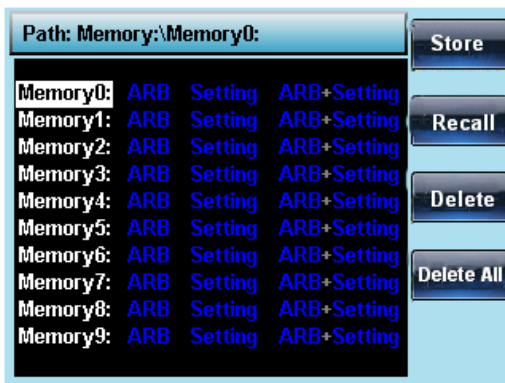 Path: Memory:\Memory0:
Store
Memory0: ARB Setting ARB+Setting
Memory1: ARB Setting ARB+Setting
Recall
Memory2: ARB Setting ARB+Setting
Memory3: ARB Setting ARB+Setting
Memory4: ARB Setting ARB+Setting
Delete
Memory5: ARB Setting ARB+Setting
Memory6: ARB Setting ARB+Setting
Memory7: ARB Setting ARB+Setting
Delete All
Memory8: ARB Setting ARB+Setting
Memory9: ARB Setting ARB+Setting